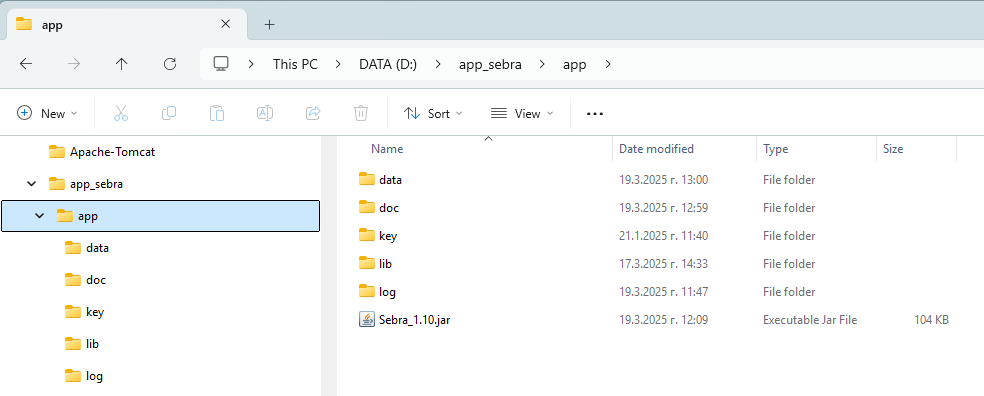 app
This PC > DATA (D:) > app_sebra > app >
New Sort View ...
Apache-Tomcat
app_sebra
app
data
doc
key
lib
log
Name Date modified Type Size
data 19.3.2025 г. 13:00 File folder
doc 19.3.2025 г. 12:59 File folder
key 21.1.2025 г. 11:40 File folder
lib 17.3.2025 г. 14:33 File folder
log 19.3.2025 г. 11:47 File folder
Sebra_1.10.jar 19.3.2025 г. 12:09 Executable Jar File 104 KB